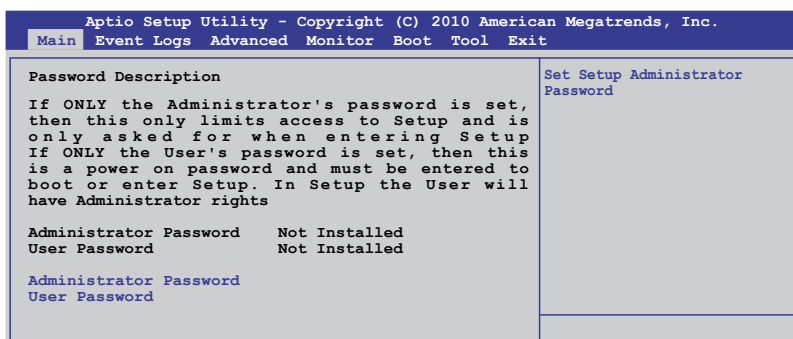 Aptio Setup Utility - Copyright (C) 2010 American Megatrends, Inc.
Main Event Logs Advanced Monitor Boot Tool Exit
Password Description
If ONLY the Administrator's password is set,
then this only limits access to Setup and is
only asked for when entering Setup
If ONLY the User's password is set, then this
is a power on password and must be entered to
boot or enter Setup. In Setup the User will
have Administrator rights
Administrator Password Not Installed
User Password Not Installed
Administrator Password
User Password
Set Setup Administrator
Password